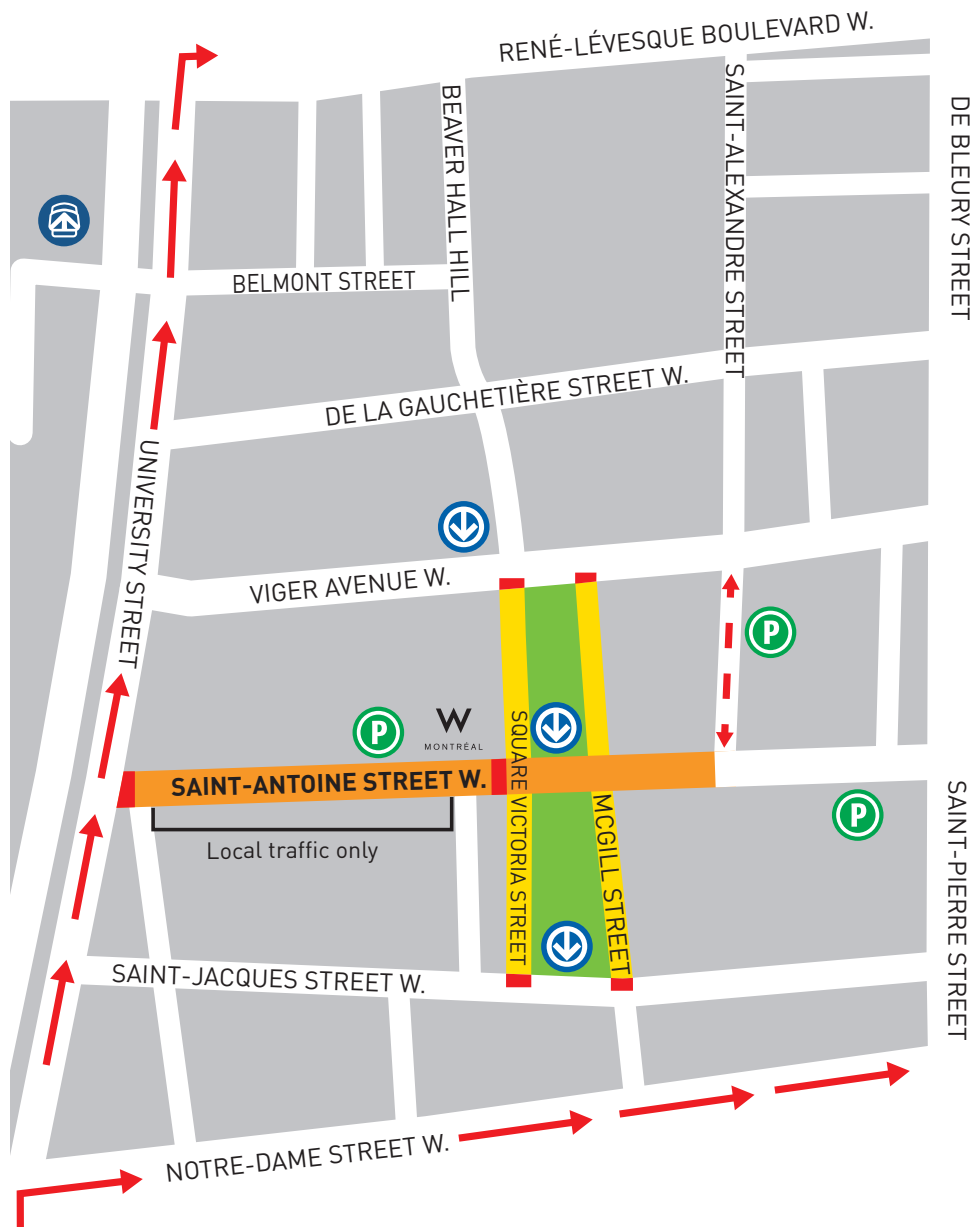 RENÉ-LÉVESQUE BOULEVARD W.
BEAVER HALL HILL
SAINT-ALEXANDRE STREET
DE BLEURY STREET
BELMONT STREET
DE LA GAUCHETIÈRE STREET W.
UNIVERSITY STREET
VIGER AVENUE W.
P
P
W
MONTRÉAL
SAINT-ANTOINE STREET W.
SQUARE VICTORIA STREET
MCGILL STREET
P
SAINT-PIERRE STREET
Local traffic only
SAINT-JACQUES STREET W.
NOTRE-DAME STREET W.